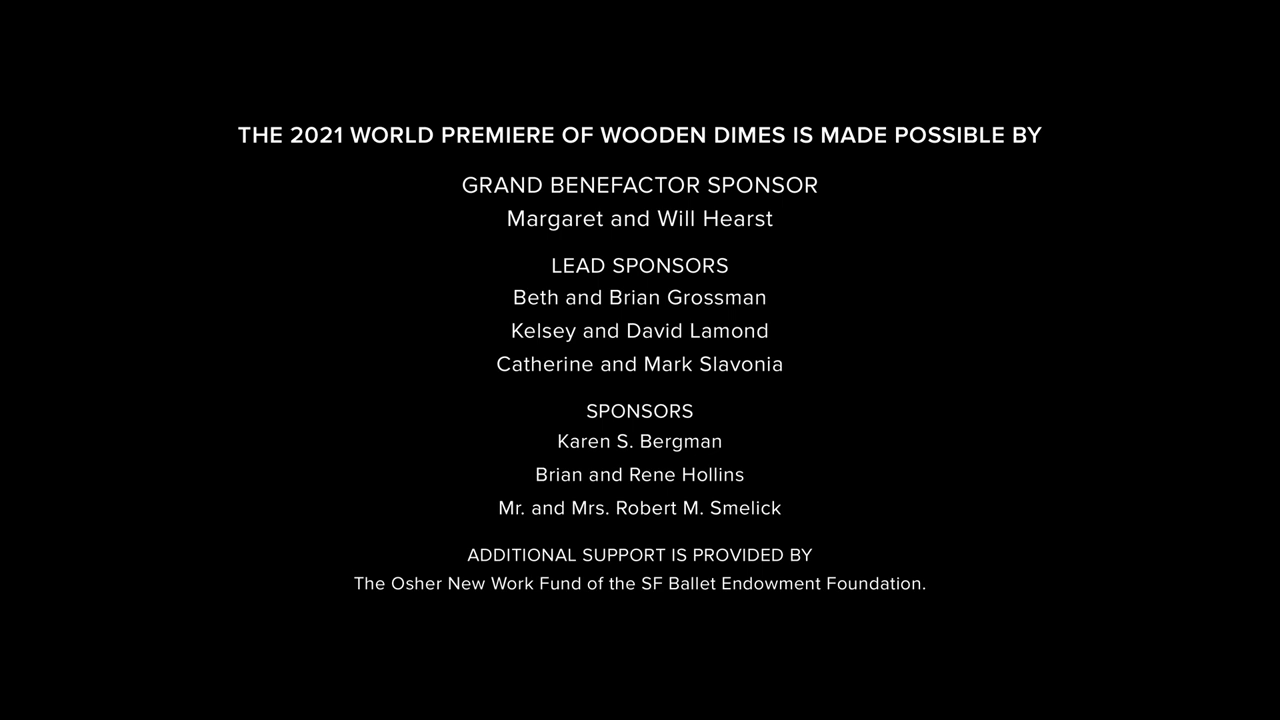 THE 2021 WORLD PREMIERE OF WOODEN DIMES IS MADE POSSIBLE BY
GRAND BENEFACTOR SPONSOR
Margaret and Will Hearst
LEAD SPONSORS
Beth and Brian Grossman
Kelsey and David Lamond
Catherine and Mark Slavonia
SPONSORS
Karen S. Bergman
Brian and Rene Hollins
Mr. and Mrs. Robert M. Smelick
ADDITIONAL SUPPORT IS PROVIDED BY
The Osher New Work Fund of the SF Ballet Endowment Foundation.